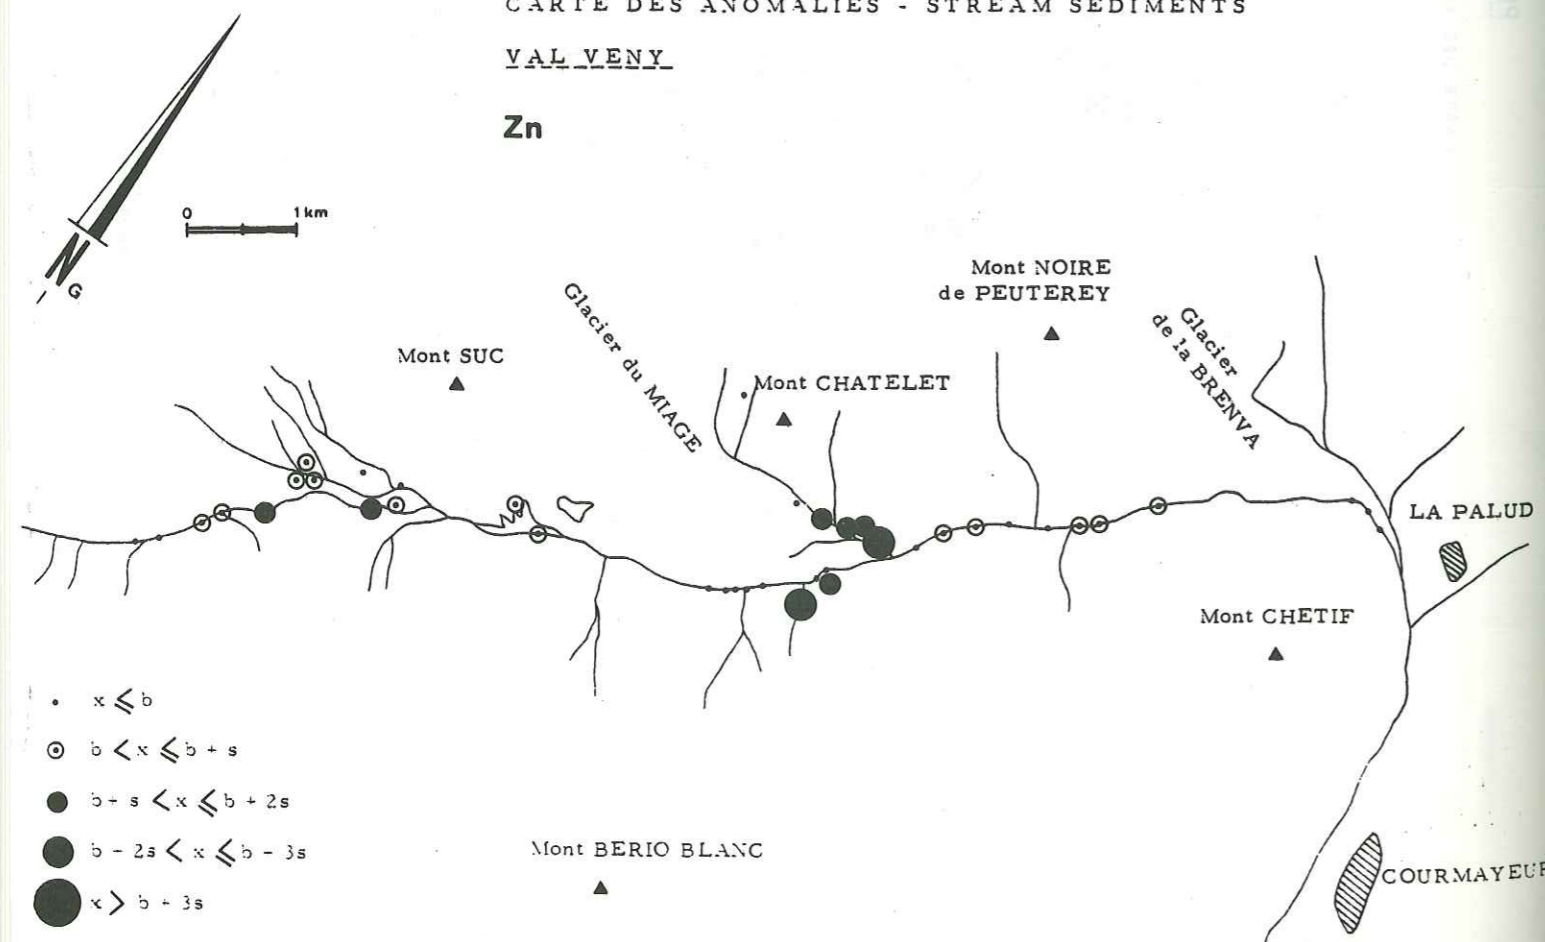 CARTE DES ANOMALIES - STREAM SEDIMENTS
VAL VENY
Zn
0 1 km
N
G
Mont NOIRE
de PEUTEREY
Glacier du MIAGE
Glacier
de la BRENVA
Mont SUC
Mont CHATELET
LA PALUD
Mont CHETIF
x ⩽ b
b < x ⩽ b + s
b + s < x ⩽ b + 2s
b - 2s < x ⩽ b - 3s
x > b + 3s
Mont BERIO BLANC
COURMAYEUR